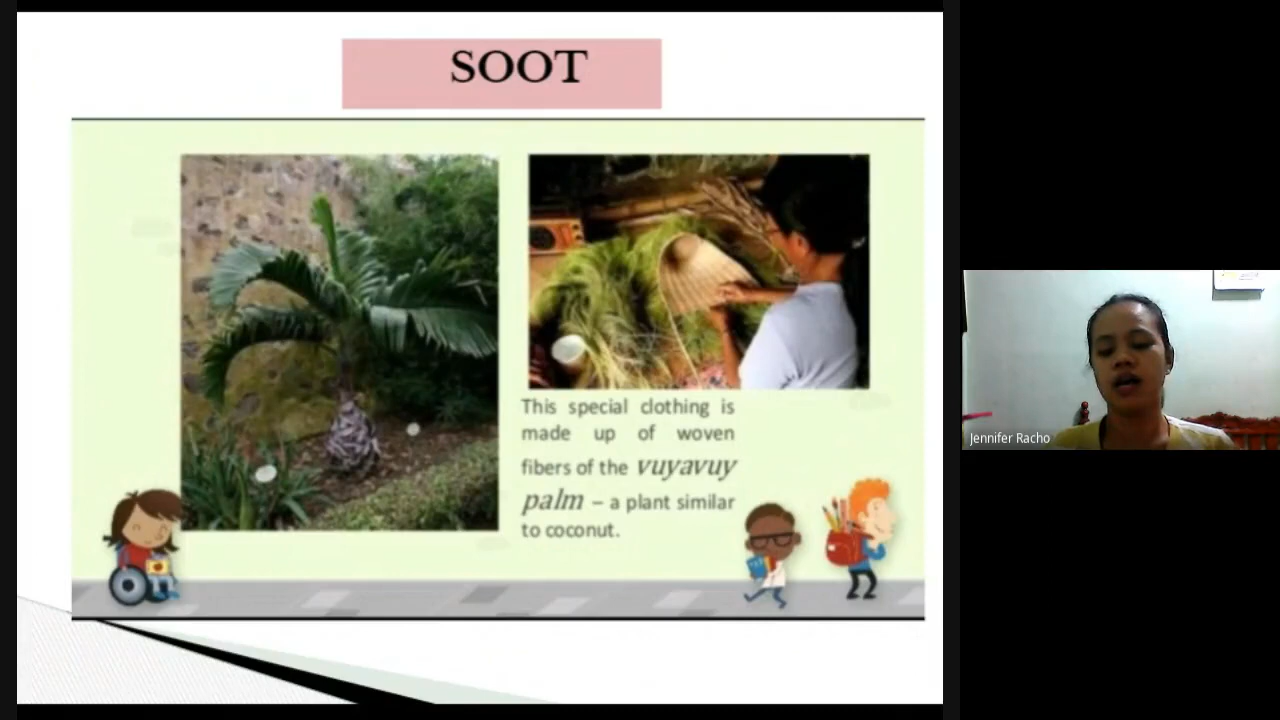 SOOT
This special clothing is
made up of woven
fibers of the vuyavuy
palm – a plant similar
to coconut.
Jennifer Racho